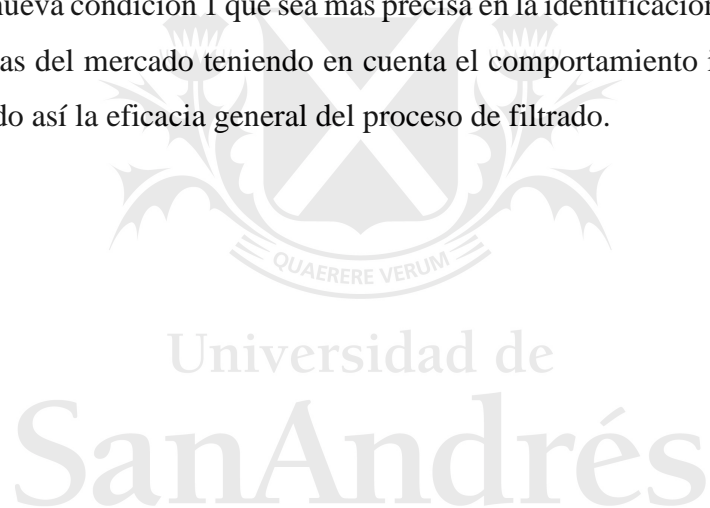 nueva condición 1 que sea más precisa en la identificación
as del mercado teniendo en cuenta el comportamiento
do así la eficacia general del proceso de filtrado.
QUAERERE VERUM
Universidad de
SanAndrés